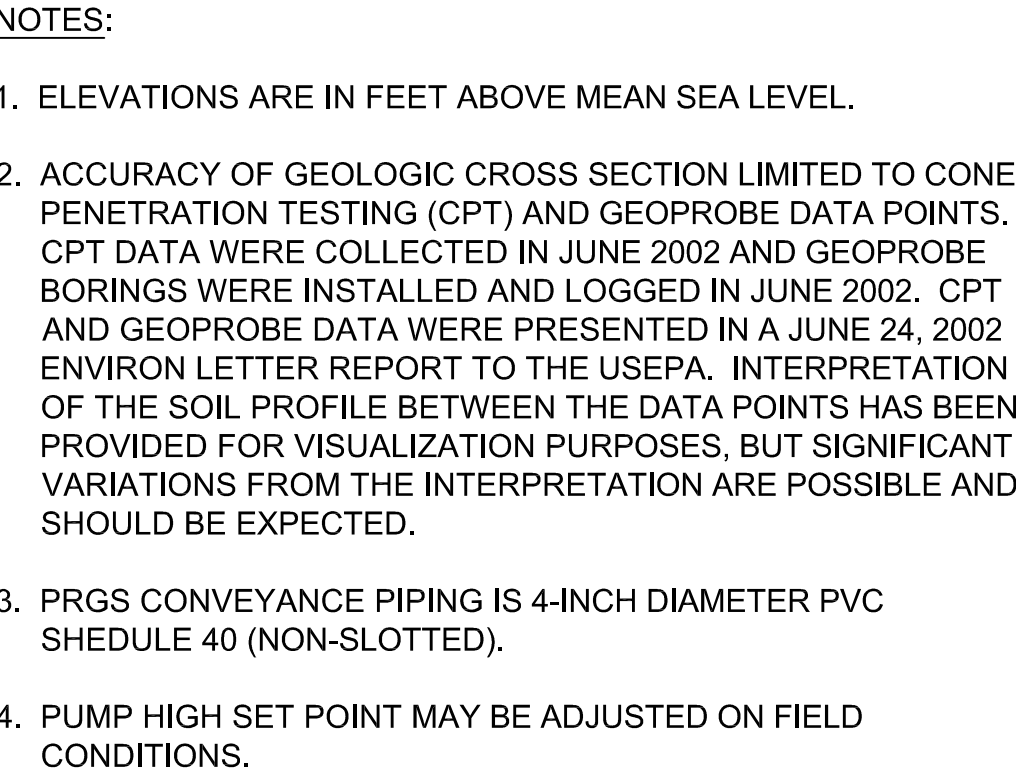 NOTES:
1. ELEVATIONS ARE IN FEET ABOVE MEAN SEA LEVEL.
2. ACCURACY OF GEOLOGIC CROSS SECTION LIMITED TO CONE
PENETRATION TESTING (CPT) AND GEOPROBE DATA POINTS.
CPT DATA WERE COLLECTED IN JUNE 2002 AND GEOPROBE
BORINGS WERE INSTALLED AND LOGGED IN JUNE 2002. CPT
AND GEOPROBE DATA WERE PRESENTED IN A JUNE 24, 2002
ENVIRON LETTER REPORT TO THE USEPA. INTERPRETATION
OF THE SOIL PROFILE BETWEEN THE DATA POINTS HAS BEEN
PROVIDED FOR VISUALIZATION PURPOSES, BUT SIGNIFICANT
VARIATIONS FROM THE INTERPRETATION ARE POSSIBLE AND
SHOULD BE EXPECTED.
3. PRGS CONVEYANCE PIPING IS 4-INCH DIAMETER PVC
SHEDULE 40 (NON-SLOTTED).
4. PUMP HIGH SET POINT MAY BE ADJUSTED ON FIELD
CONDITIONS.